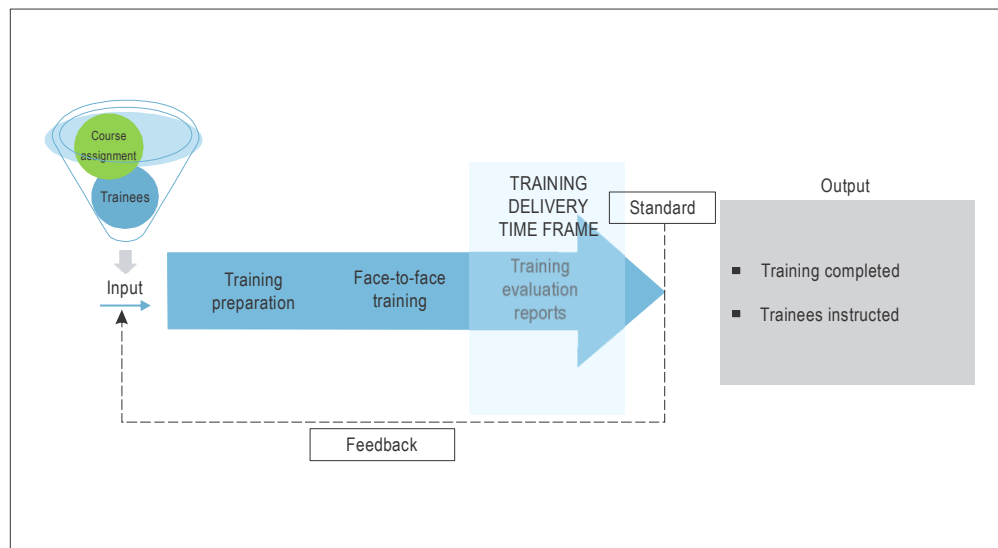 Course
assignment
Trainees
Input
Training
preparation
Face-to-face
training
TRAINING
DELIVERY
TIME FRAME
Training
evaluation
reports
Standard
Output
▪ Training completed
▪ Trainees instructed
Feedback